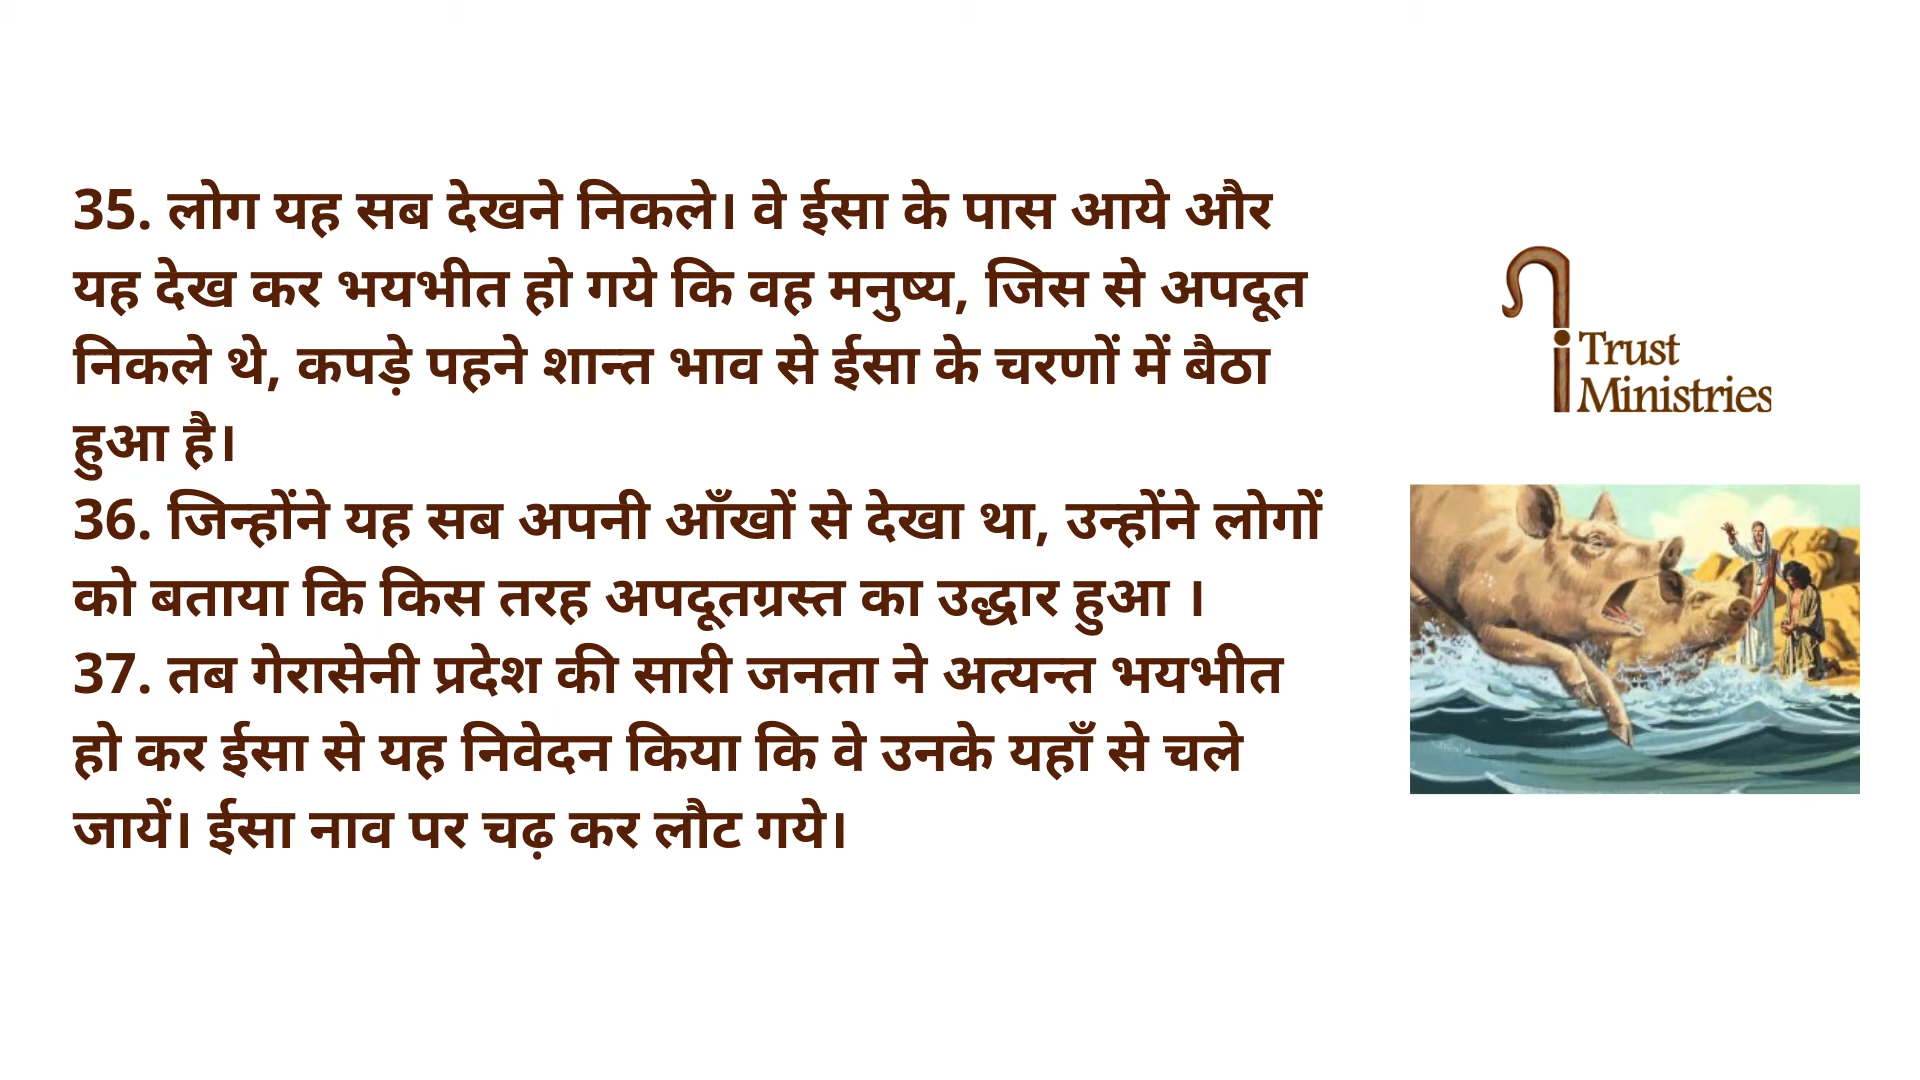 35. लोग यह सब देखने निकले। वे ईसा के पास आये और
यह देख कर भयभीत हो गये कि वह मनुष्य, जिस से अपदूत
निकले थे, कपड़े पहने शान्त भाव से ईसा के चरणों में बैठा
हुआ है।
36. जिन्होंने यह सब अपनी आँखों से देखा था, उन्होंने लोगों
को बताया कि किस तरह अपदूतग्रस्त का उद्धार हुआ ।
37. तब गेरासेनी प्रदेश की सारी जनता ने अत्यन्त भयभीत
हो कर ईसा से यह निवेदन किया कि वे उनके यहाँ से चले
जायें। ईसा नाव पर चढ़ कर लौट गये।
i Trust
Ministries